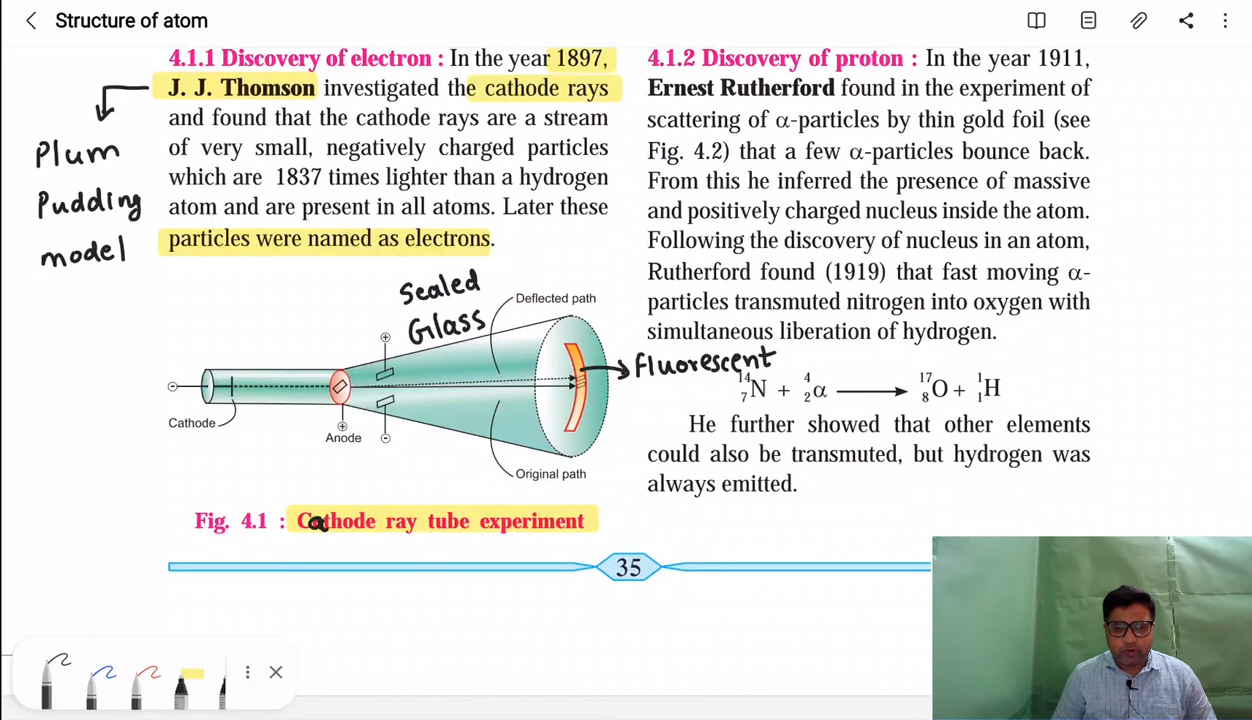 Structure of atom
4.1.1 Discovery of electron : In the year 1897,
J. J. Thomson investigated the cathode rays
and found that the cathode rays are a stream
of very small, negatively charged particles
which are 1837 times lighter than a hydrogen
atom and are present in all atoms. Later these
particles were named as electrons.
Plum
Pudding
model
Sealed
Glass
Deflected path
Fluorescent
Cathode
Anode
Original path
Fig. 4.1 : Cathode ray tube experiment
4.1.2 Discovery of proton : In the year 1911,
Ernest Rutherford found in the experiment of
scattering of α-particles by thin gold foil (see
Fig. 4.2) that a few α-particles bounce back.
From this he inferred the presence of massive
and positively charged nucleus inside the atom.
Following the discovery of nucleus in an atom,
Rutherford found (1919) that fast moving α-
particles transmuted nitrogen into oxygen with
simultaneous liberation of hydrogen.
¹⁴₇N + ⁴₂α ⟶ ¹⁷₈O + ¹₁H
He further showed that other elements
could also be transmuted, but hydrogen was
always emitted.
35